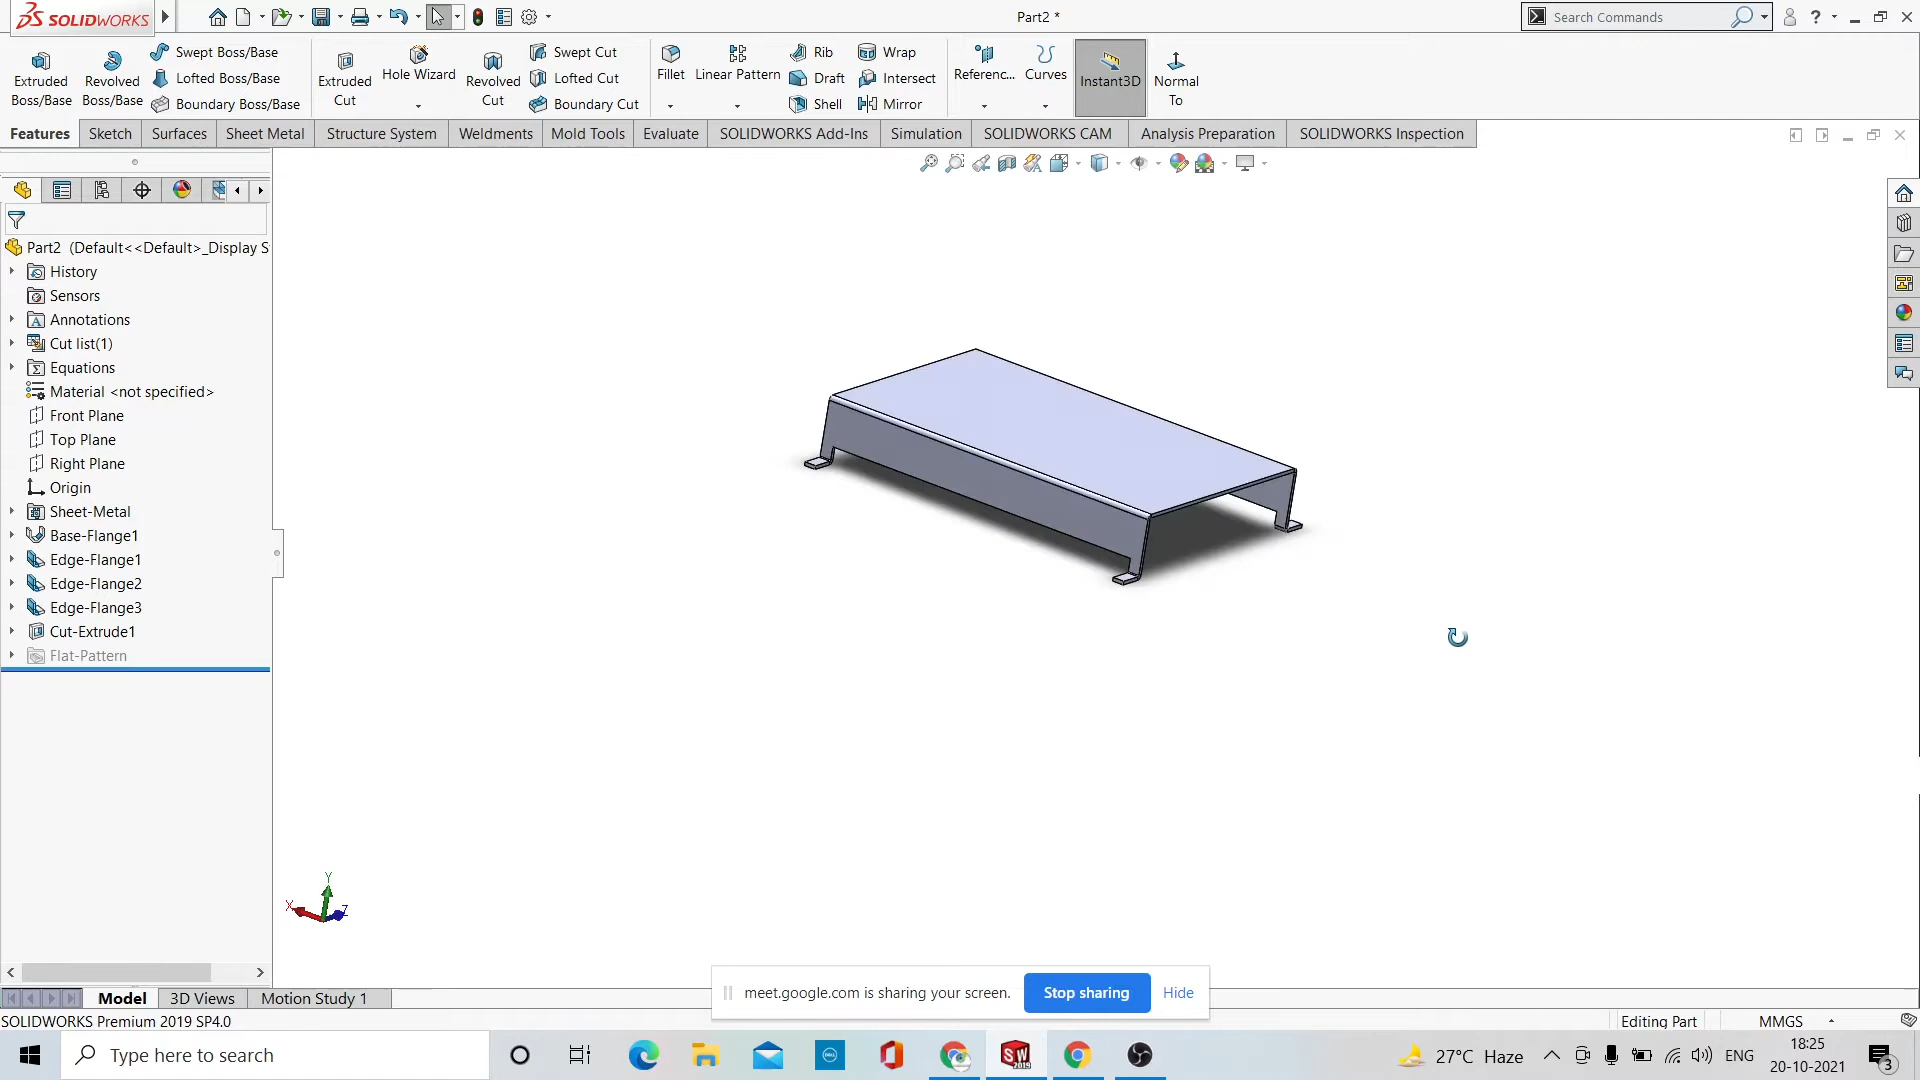 SOLIDWORKS
Part2 *
Search Commands
Extruded Boss/Base
Revolved Boss/Base
Swept Boss/Base
Lofted Boss/Base
Boundary Boss/Base
Extruded Cut
Hole Wizard
Revolved Cut
Swept Cut
Lofted Cut
Boundary Cut
Fillet
Linear Pattern
Rib
Draft
Shell
Wrap
Intersect
Mirror
Referenc...
Curves
Instant3D
Normal To
Features
Sketch
Surfaces
Sheet Metal
Structure System
Weldments
Mold Tools
Evaluate
SOLIDWORKS Add-Ins
Simulation
SOLIDWORKS CAM
Analysis Preparation
SOLIDWORKS Inspection
Part2 (Default<<Default>_Display S
History
Sensors
Annotations
Cut list(1)
Equations
Material <not specified>
Front Plane
Top Plane
Right Plane
Origin
Sheet-Metal
Base-Flange1
Edge-Flange1
Edge-Flange2
Edge-Flange3
Cut-Extrude1
Flat-Pattern
Y
X
Z
Model
3D Views
Motion Study 1
meet.google.com is sharing your screen.
Stop sharing
Hide
SOLIDWORKS Premium 2019 SP4.0
Editing Part
MMGS
Type here to search
27°C Haze
ENG
18:25
20-10-2021
3